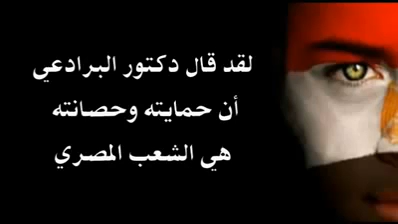 لقد قال دكتور البرادعي
أن حمايته وحصانته
هي الشعب المصري